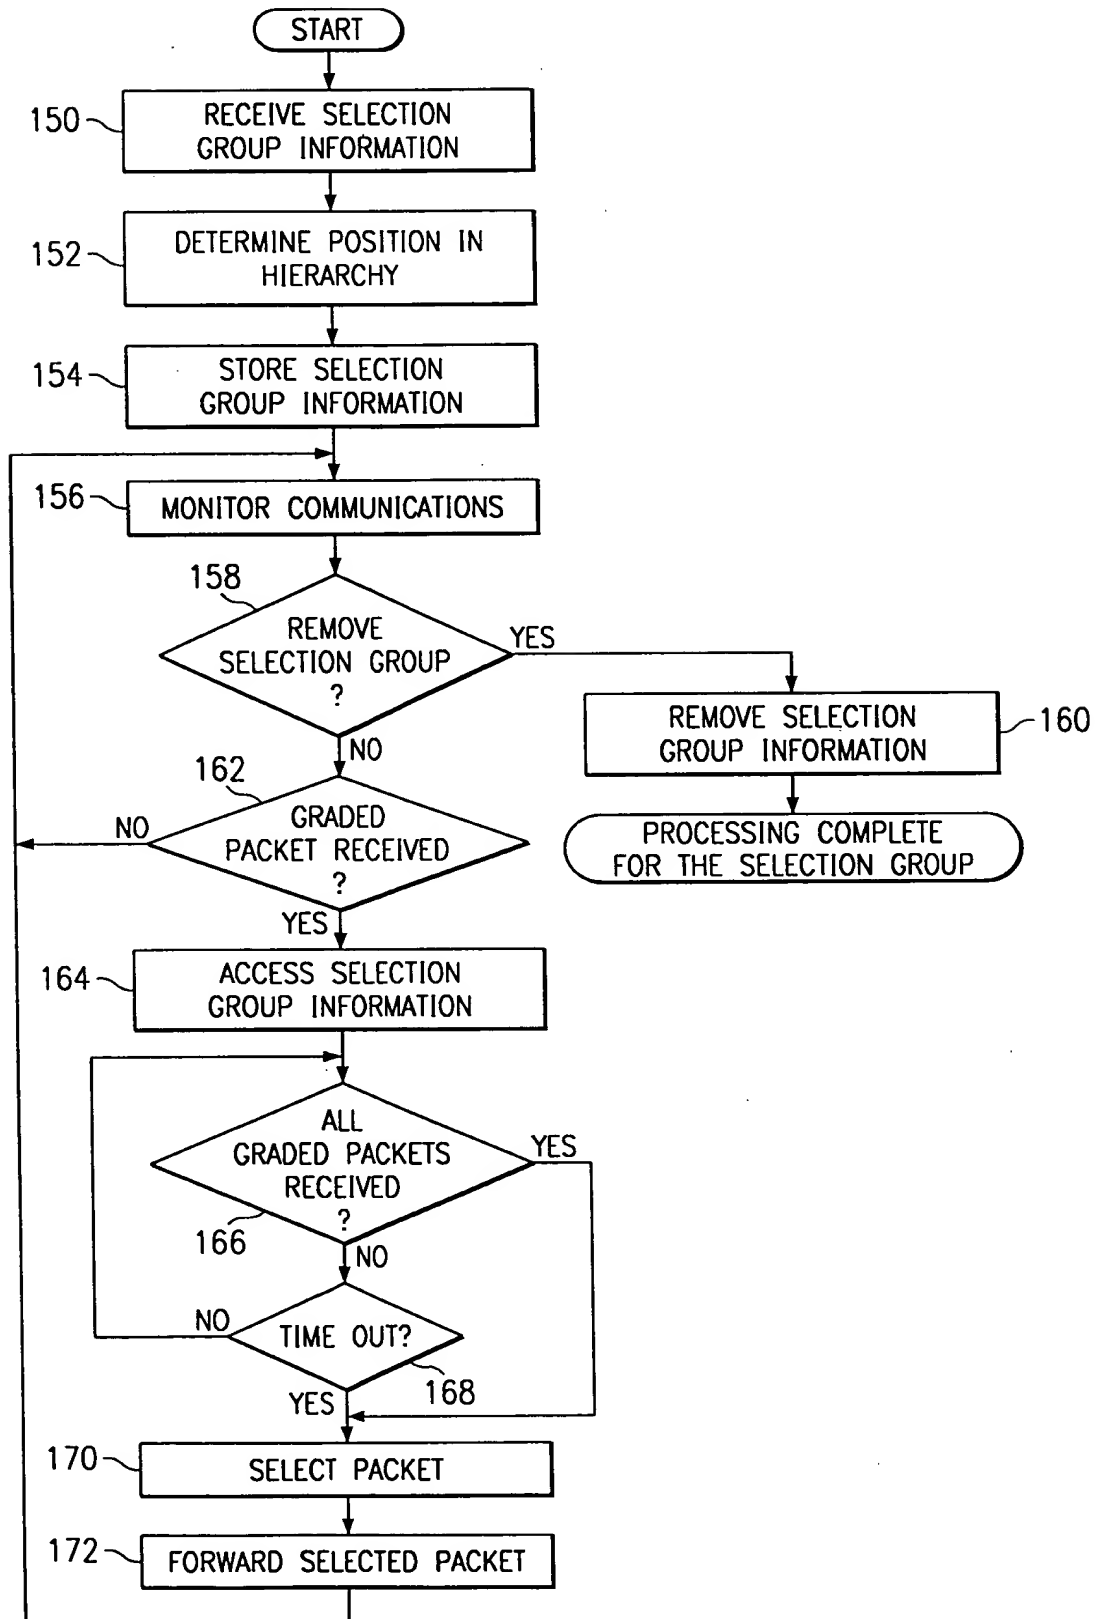 START
150
RECEIVE SELECTION
GROUP INFORMATION
152
DETERMINE POSITION IN
HIERARCHY
154
STORE SELECTION
GROUP INFORMATION
156
MONITOR COMMUNICATIONS
158
REMOVE
SELECTION GROUP
?
YES
NO
REMOVE SELECTION
GROUP INFORMATION
160
PROCESSING COMPLETE
FOR THE SELECTION GROUP
162
GRADED
PACKET RECEIVED
?
NO
YES
164
ACCESS SELECTION
GROUP INFORMATION
ALL
GRADED PACKETS
RECEIVED
?
YES
166
NO
TIME OUT?
NO
168
YES
170
SELECT PACKET
172
FORWARD SELECTED PACKET